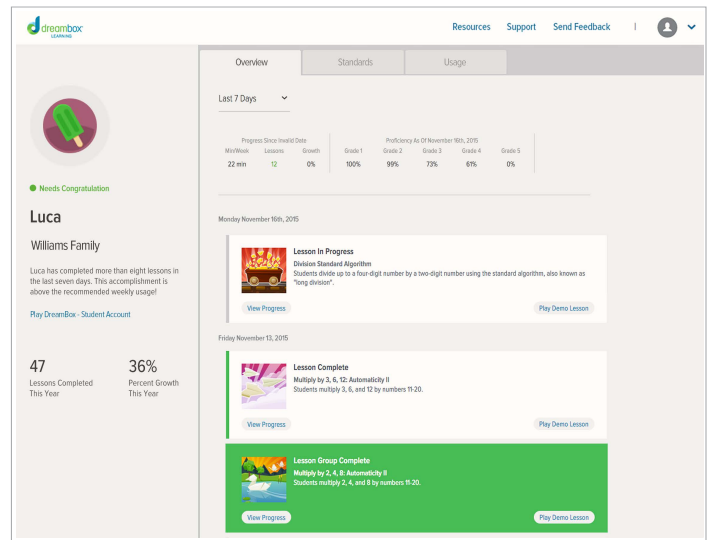 dreambox
LEARNING
Resources Support Send Feedback
Overview Standards Usage
Last 7 Days
Progress Since Invalid Date Proficiency As Of November 16th, 2015
Min/Week Lessons Growth Grade 1 Grade 2 Grade 3 Grade 4 Grade 5
22 min 12 0% 100% 99% 73% 61% 0%
Needs Congratulation
Luca
Williams Family
Luca has completed more than eight lessons in
the last seven days. This accomplishment is
above the recommended weekly usage!
Play DreamBox - Student Account
47 36%
Lessons Completed Percent Growth
This Year This Year
Monday November 16th, 2015
Lesson In Progress
Division Standard Algorithm
Students divide up to a four-digit number by a two-digit number using the standard algorithm, also known as
"long division".
View Progress Play Demo Lesson
Friday November 13, 2015
Lesson Complete
Multiply by 3, 6, 12: Automaticity II
Students multiply 3, 6, and 12 by numbers 11-20.
View Progress Play Demo Lesson
Lesson Group Complete
Multiply by 2, 4, 8: Automaticity II
Students multiply 2, 4, and 8 by numbers 11-20.
View Progress Play Demo Lesson